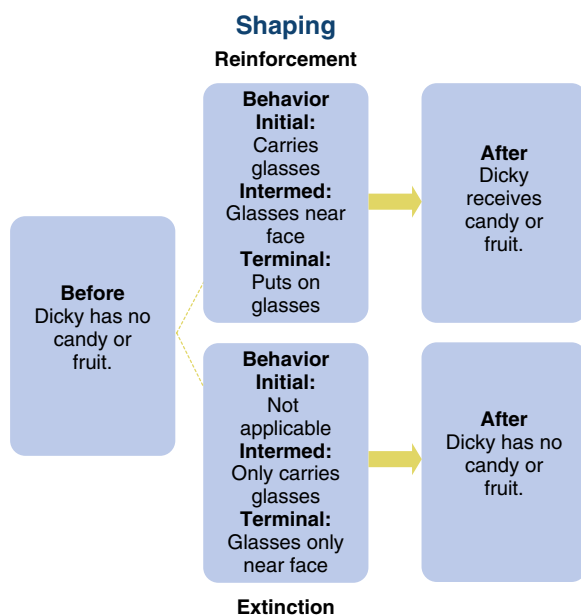 Shaping
Reinforcement
Behavior
Initial:
Carries
glasses
Intermed:
Glasses near
face
Terminal:
Puts on
glasses
After
Dicky
receives
candy or
fruit.
Before
Dicky has no
candy or
fruit.
Behavior
Initial:
Not
applicable
Intermed:
Only carries
glasses
Terminal:
Glasses only
near face
After
Dicky has no
candy or
fruit.
Extinction